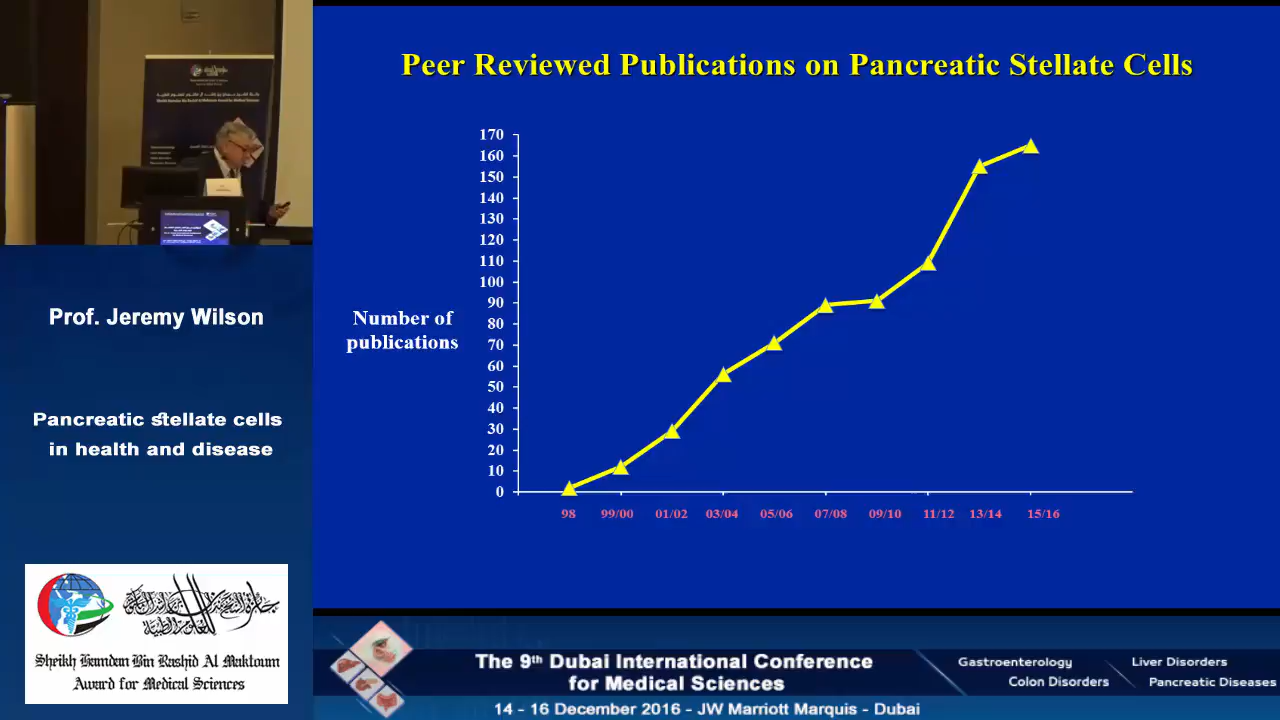 Peer Reviewed Publications on Pancreatic Stellate Cells
170
160
150
140
130
120
110
100
90
80
70
60
50
40
30
20
10
0
Number of
publications
98 99/00 01/02 03/04 05/06 07/08 09/10 11/12 13/14 15/16
Prof. Jeremy Wilson
Pancreatic stellate cells
in health and disease
Sheikh Hamdan Bin Rashid Al Maktoum
Award for Medical Sciences
The 9th Dubai International Conference
for Medical Sciences
14 - 16 December 2016 - JW Marriott Marquis - Dubai
Gastroenterology
Liver Disorders
Colon Disorders
Pancreatic Diseases